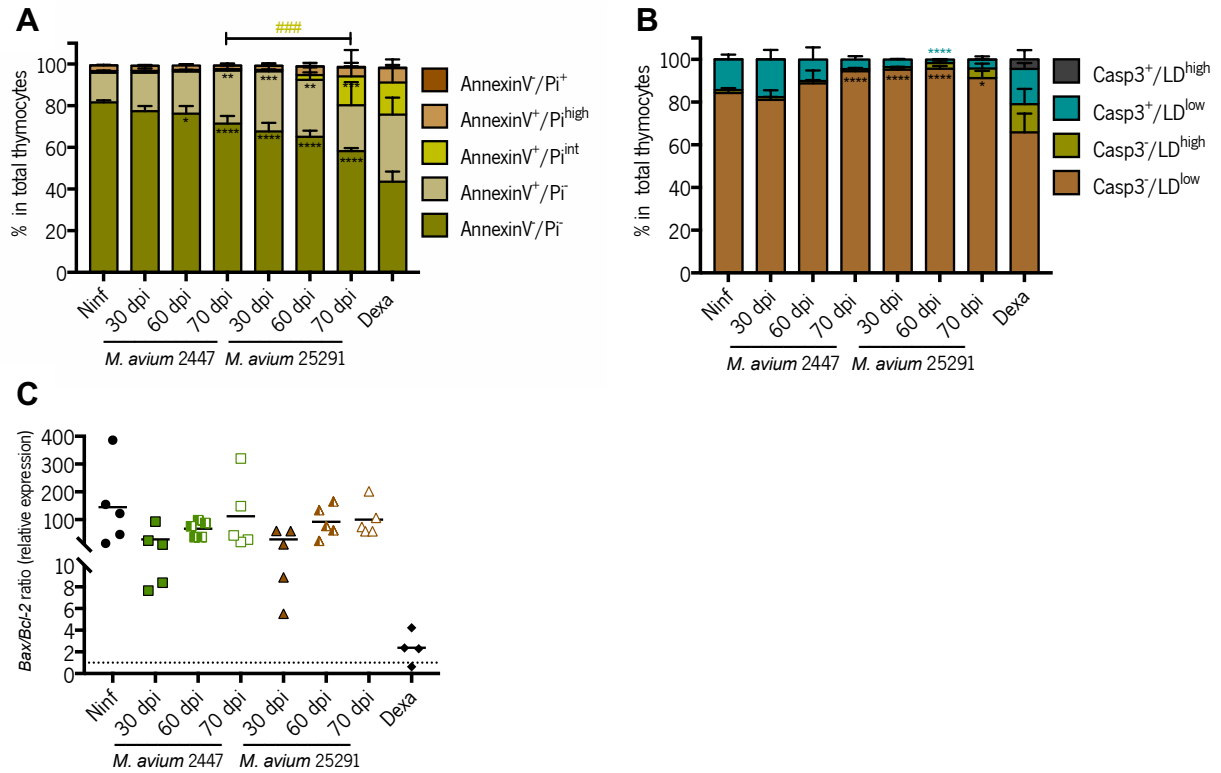 A
% in total thymocytes
100
80
60
40
20
0
###
**
***
**
***
*
****
****
****
****
Ninf
30 dpi
60 dpi
70 dpi
30 dpi
60 dpi
70 dpi
Dexa
M. avium 2447
M. avium 25291
AnnexinV-/Pi+
AnnexinV+/Pihigh
AnnexinV+/Piint
AnnexinV+/Pi-
AnnexinV-/Pi-
B
% in total thymocytes
100
80
60
40
20
0
****
****
****
****
*
Ninf
30 dpi
60 dpi
70 dpi
30 dpi
60 dpi
70 dpi
Dexa
M. avium 2447
M. avium 25291
Casp3+/LDhigh
Casp3+/LDlow
Casp3-/LDhigh
Casp3-/LDlow
C
Bax/Bcl-2 ratio (relative expression)
400
300
200
100
10
8
6
4
2
0
Ninf
30 dpi
60 dpi
70 dpi
30 dpi
60 dpi
70 dpi
Dexa
M. avium 2447
M. avium 25291